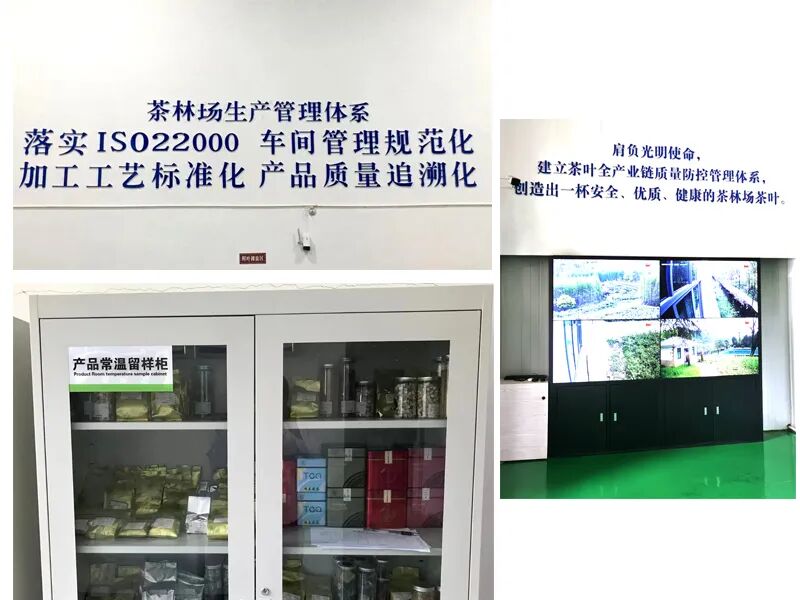 茶林场生产管理体系
落实ISO22000 车间管理规范化
加工工艺标准化 产品质量追溯化
肩负光明使命，
建立茶叶全产业链质量防控管理体系，
创造出一杯安全、优质、健康的茶林场茶叶。
产品常温留样柜
Product Room temperature sample cabinet